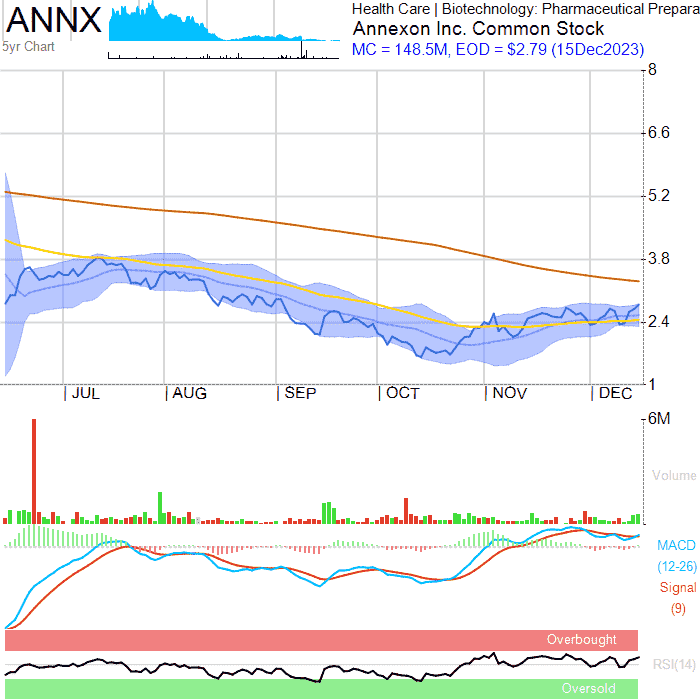 ANNX
5yr Chart
Health Care | Biotechnology: Pharmaceutical Prepara
Annexon Inc. Common Stock
MC = 148.5M, EOD = $2.79 (15Dec2023)
8
6.6
5.2
3.8
2.4
1
JUL AUG SEP OCT NOV DEC
6M
Volume
MACD
(12-26)
Signal
(9)
Overbought
RSI(14)
Oversold